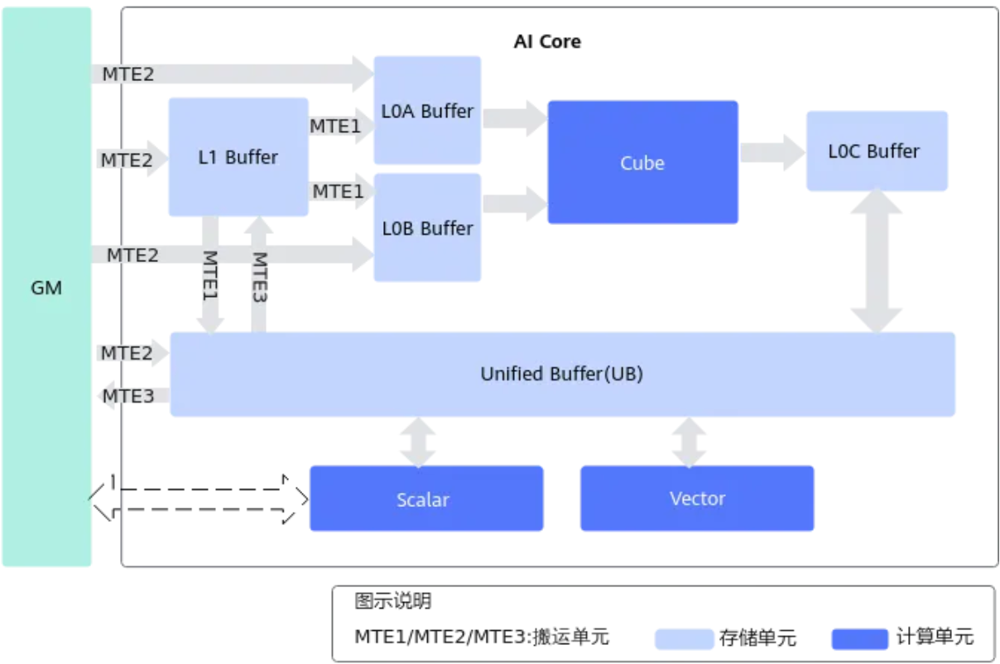 AI Core
MTE2
L0A Buffer
MTE1
L1 Buffer
MTE2
Cube
L0C Buffer
MTE1
L0B Buffer
MTE2
MTE1
MTE3
GM
MTE2
Unified Buffer(UB)
MTE3
Scalar
Vector
图示说明
MTE1/MTE2/MTE3:搬运单元
存储单元
计算单元